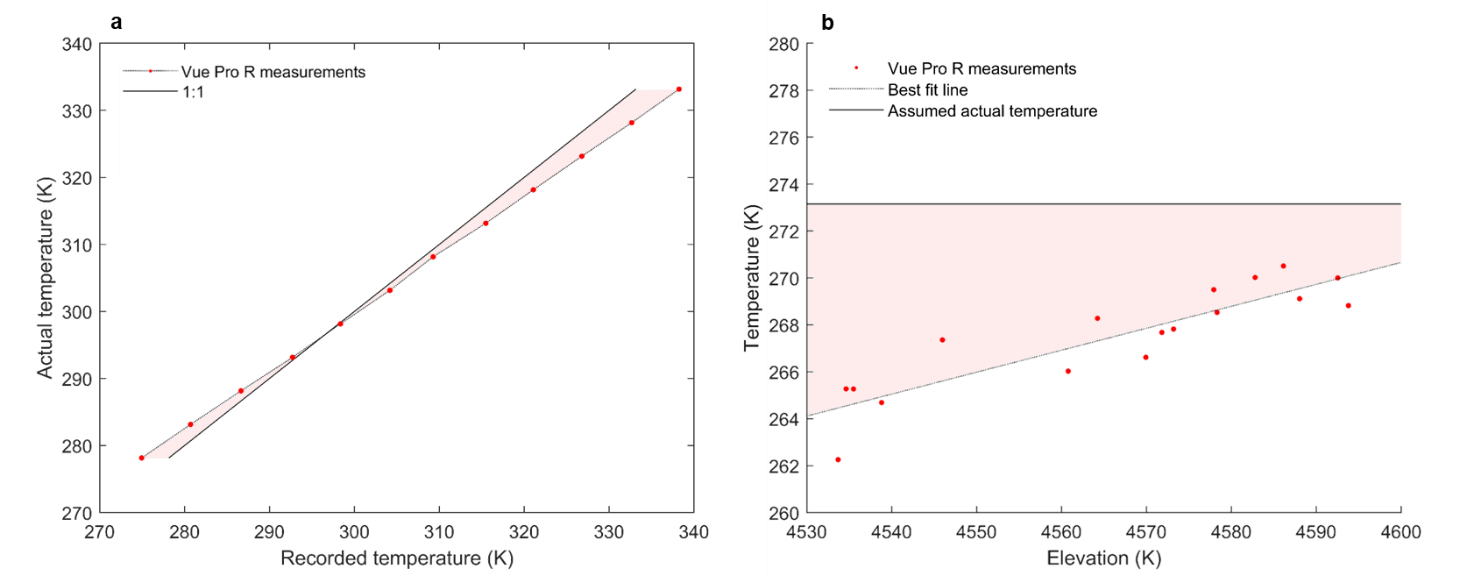 a
340
330
320
310
300
290
280
270
270 280 290 300 310 320 330 340
Actual temperature (K)
Recorded temperature (K)
Vue Pro R measurements
1:1
b
280
278
276
274
272
270
268
266
264
262
260
4530 4540 4550 4560 4570 4580 4590 4600
Temperature (K)
Elevation (K)
Vue Pro R measurements
Best fit line
Assumed actual temperature